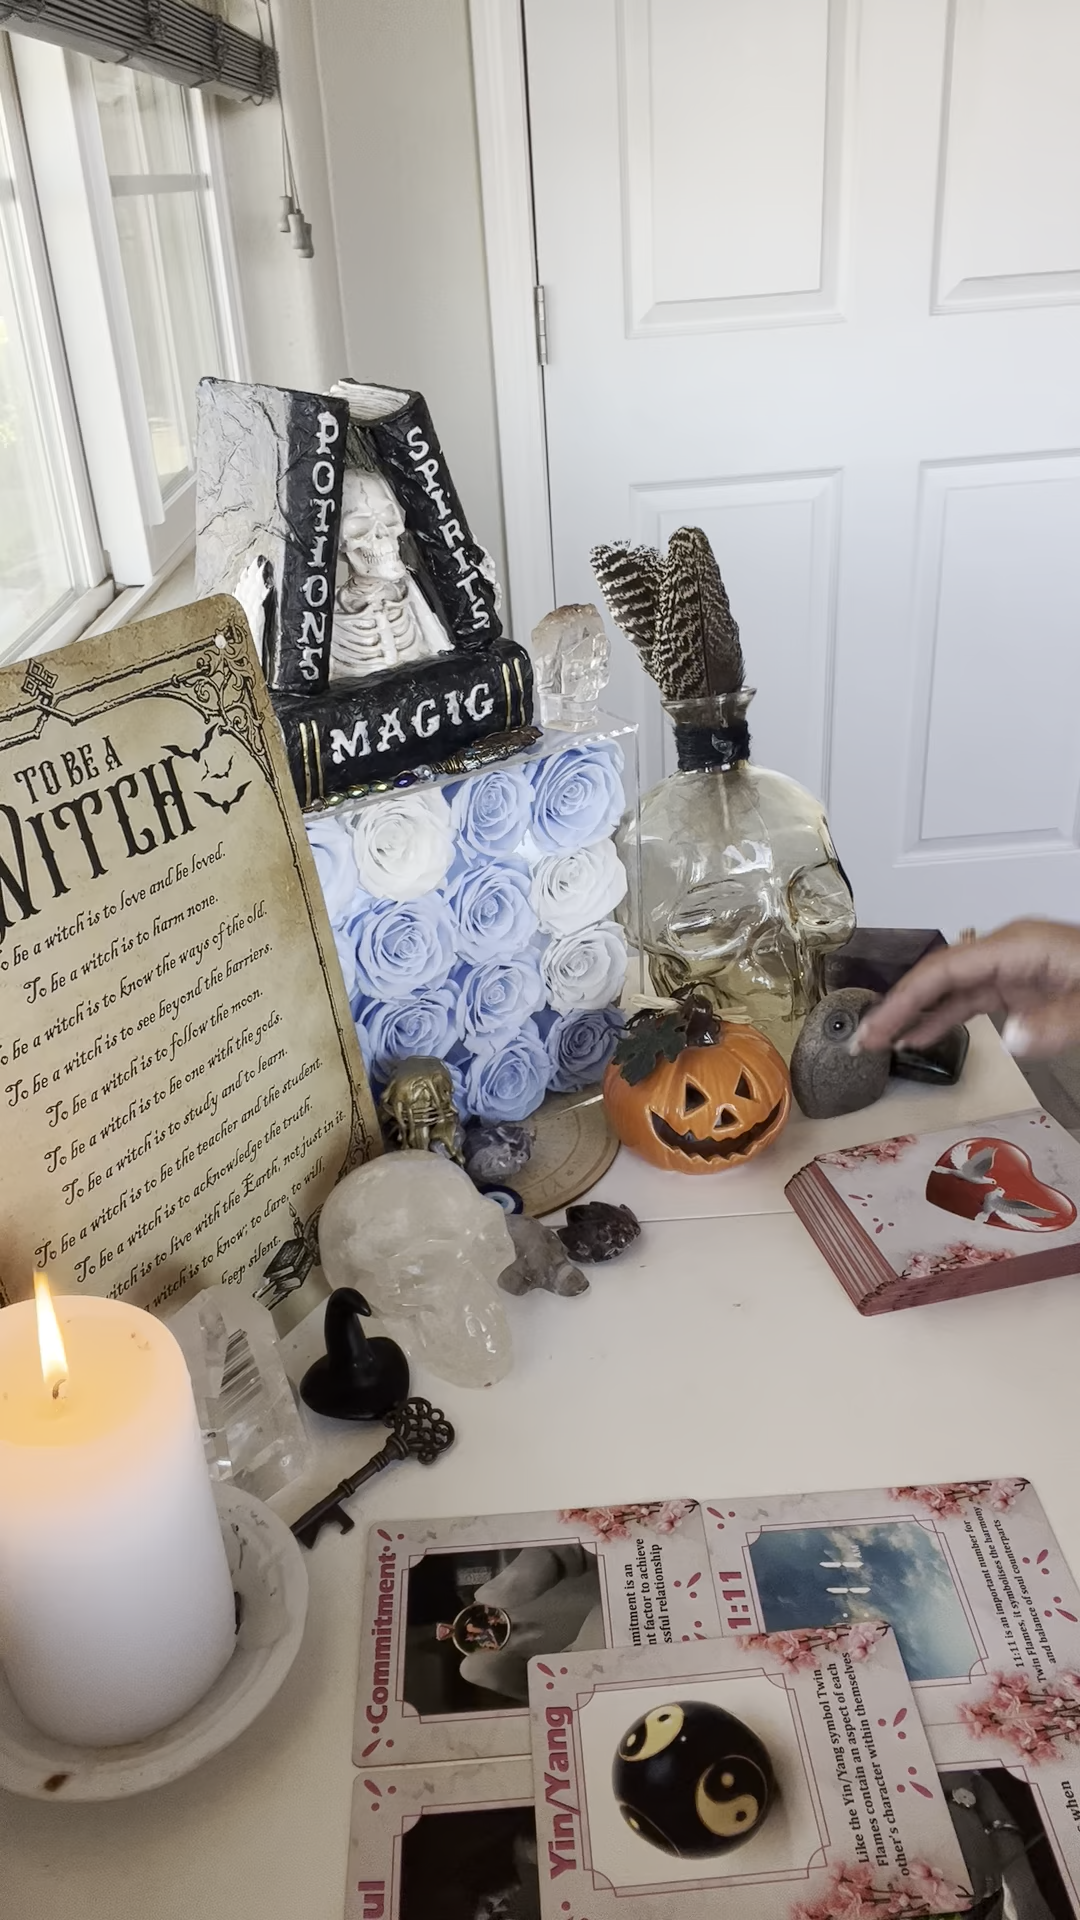 POTIONS
SPIRITS
MAGIC
TO BE A
WITCH
To be a witch is to love and be loved.
To be a witch is to harm none.
To be a witch is to know the ways of the old.
To be a witch is to see beyond the barriers.
To be a witch is to follow the moon.
To be a witch is to be one with the gods.
To be a witch is to study and to learn.
To be a witch is to be the teacher and the student.
To be a witch is to acknowledge the truth.
To be a witch is to live with the Earth, not just in it.
witch is to know; to dare, to will,
keep silent.
Commitment
mitment is an
nt factor to achieve
ssful relationship
1:11
11:11
11:11 is an important number for
Twin Flames, it symbolises the harmony
and balance of soul counterparts
Yin/Yang
Like the Yin/Yang symbol Twin
Flames contain an aspect of each
other's character within themselves
ul
when